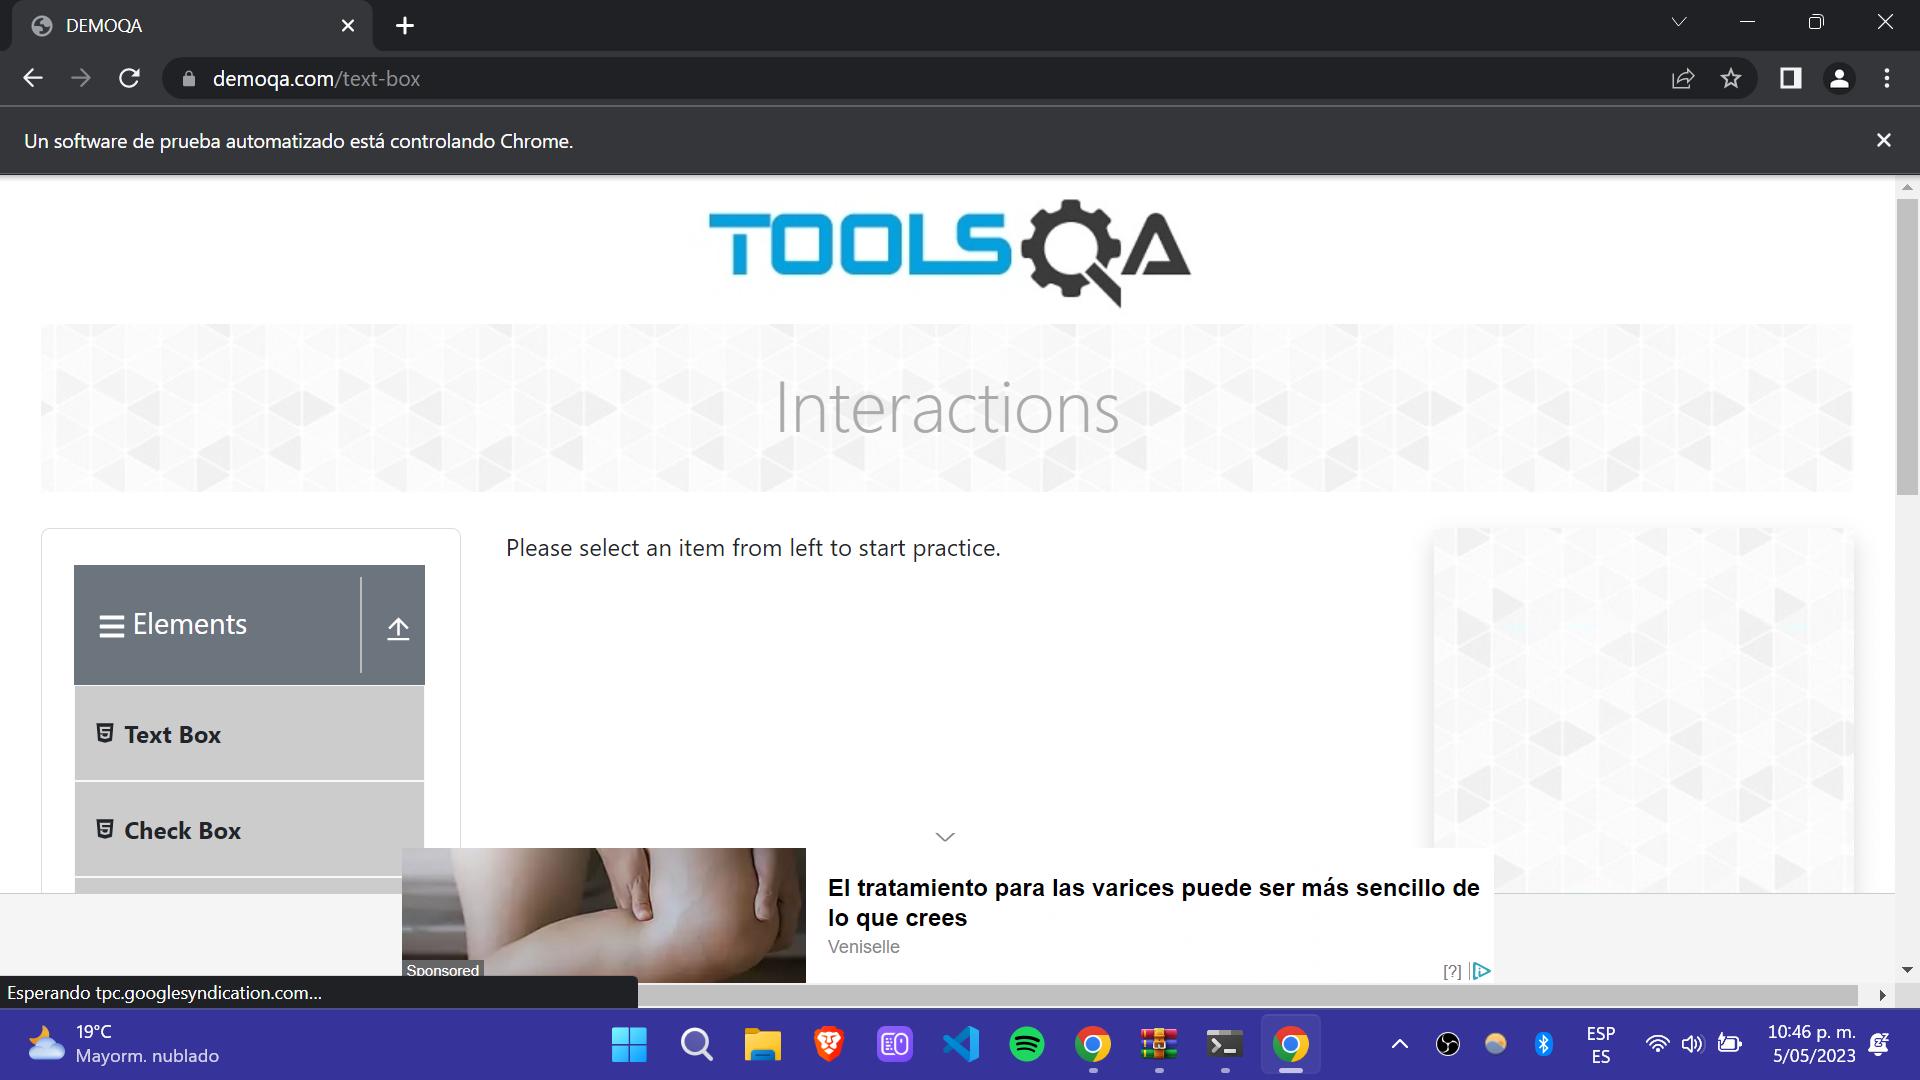 DEMOQA
demoqa.com/text-box
Un software de prueba automatizado está controlando Chrome.
TOOLSQA
Interactions
Please select an item from left to start practice.
Elements
Text Box
Check Box
El tratamiento para las varices puede ser más sencillo de
lo que crees
Veniselle
Sponsored
[?]
Esperando tpc.googlesyndication.com...
19°C
Mayorm. nublado
ESP
ES
10:46 p. m.
5/05/2023